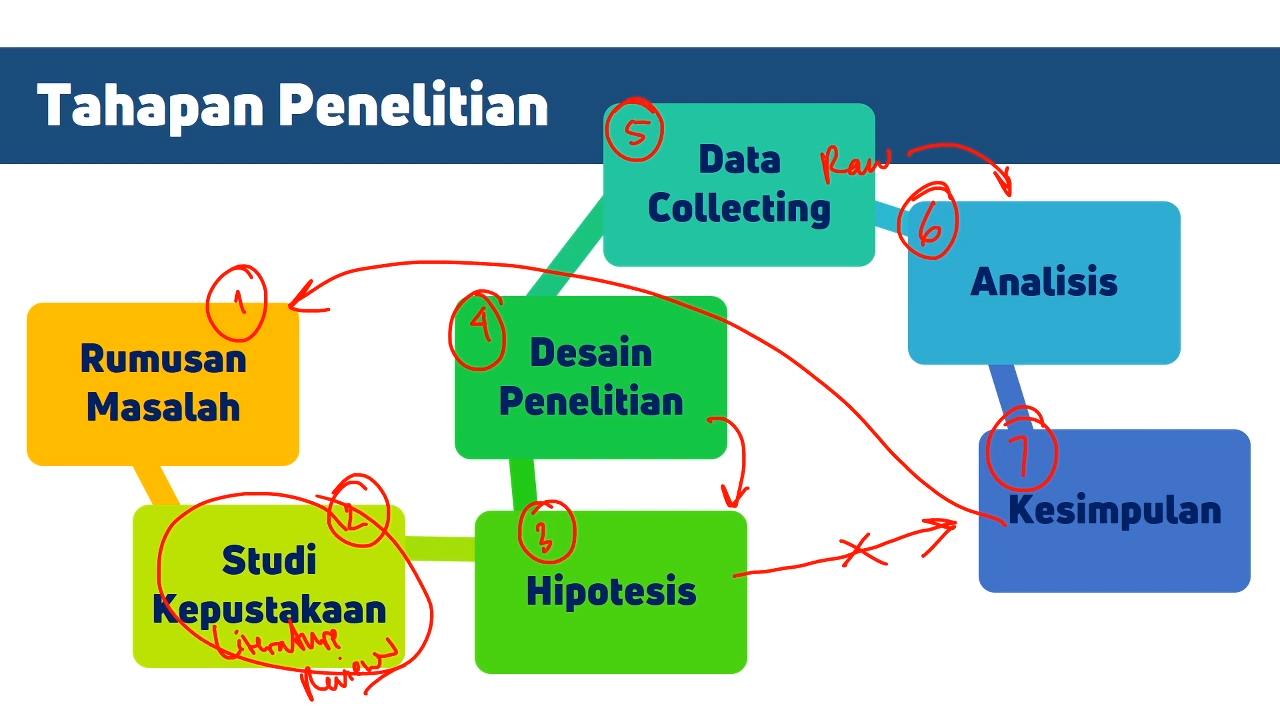 Tahapan Penelitian
1
Rumusan
Masalah
2
Studi
Kepustakaan
Literature
Review
3
Hipotesis
4
Desain
Penelitian
5
Data
Collecting
Raw
6
Analisis
7
Kesimpulan